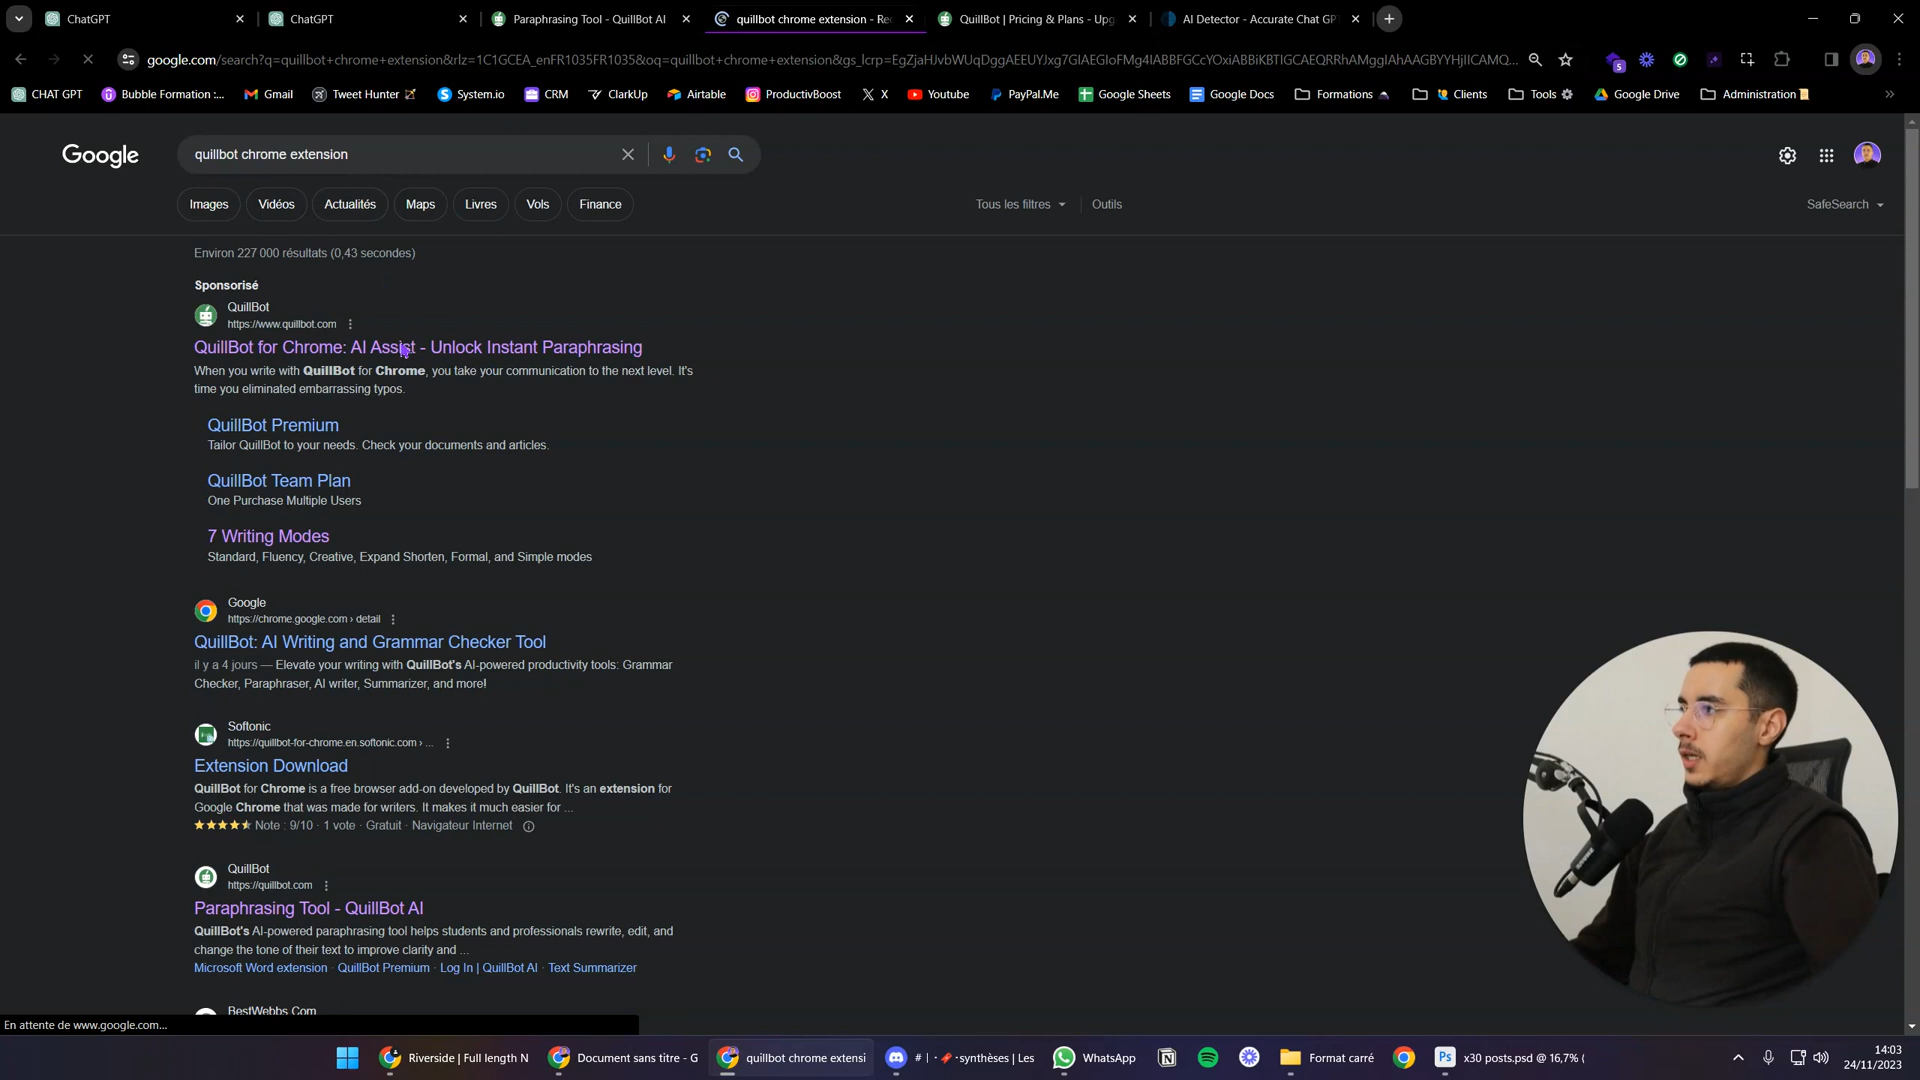 ChatGPT
ChatGPT
Paraphrasing Tool - QuillBot AI
quillbot chrome extension - Rec
QuillBot | Pricing & Plans - Upg
AI Detector - Accurate Chat GPT
google.com/search?q=quillbot+chrome+extension&rlz=1C1GCEA_enFR1035FR1035&oq=quillbot+chrome+extension&gs_lcrp=EgZjaHJvbWUqDggAEEUYJxg7GIAEGIoFMg4IABBFGCcYOxiABBiKBTIGCAEQRRhAMggIAhAAGBYYHjIICAMQ...
5
CHAT GPT
Bubble Formation :...
Gmail
Tweet Hunter
System.io
CRM
ClarkUp
Airtable
ProductivBoost
X
Youtube
PayPal.Me
Google Sheets
Google Docs
Formations
Clients
Tools
Google Drive
Administration
Google
quillbot chrome extension
Images
Vidéos
Actualités
Maps
Livres
Vols
Finance
Tous les filtres
Outils
SafeSearch
Environ 227 000 résultats (0,43 secondes)
Sponsorisé
QuillBot
https://www.quillbot.com
QuillBot for Chrome: AI Assist - Unlock Instant Paraphrasing
When you write with QuillBot for Chrome, you take your communication to the next level. It's
time you eliminated embarrassing typos.
QuillBot Premium
Tailor QuillBot to your needs. Check your documents and articles.
QuillBot Team Plan
One Purchase Multiple Users
7 Writing Modes
Standard, Fluency, Creative, Expand Shorten, Formal, and Simple modes
Google
https://chrome.google.com › detail
QuillBot: AI Writing and Grammar Checker Tool
il y a 4 jours — Elevate your writing with QuillBot's AI-powered productivity tools: Grammar
Checker, Paraphraser, AI writer, Summarizer, and more!
Softonic
https://quillbot-for-chrome.en.softonic.com › ...
Extension Download
QuillBot for Chrome is a free browser add-on developed by QuillBot. It's an extension for
Google Chrome that was made for writers. It makes it much easier for ...
Note : 9/10 · 1 vote · Gratuit · Navigateur Internet
QuillBot
https://quillbot.com
Paraphrasing Tool - QuillBot AI
QuillBot's AI-powered paraphrasing tool helps students and professionals rewrite, edit, and
change the tone of their text to improve clarity and ...
Microsoft Word extension · QuillBot Premium · Log In | QuillBot AI · Text Summarizer
BestWebbs Com
En attente de www.google.com...
Riverside | Full length N
Document sans titre - G
quillbot chrome extensi
# | · synthèses | Les
WhatsApp
Format carré
Ps
x30 posts.psd @ 16,7% (
14:03
24/11/2023